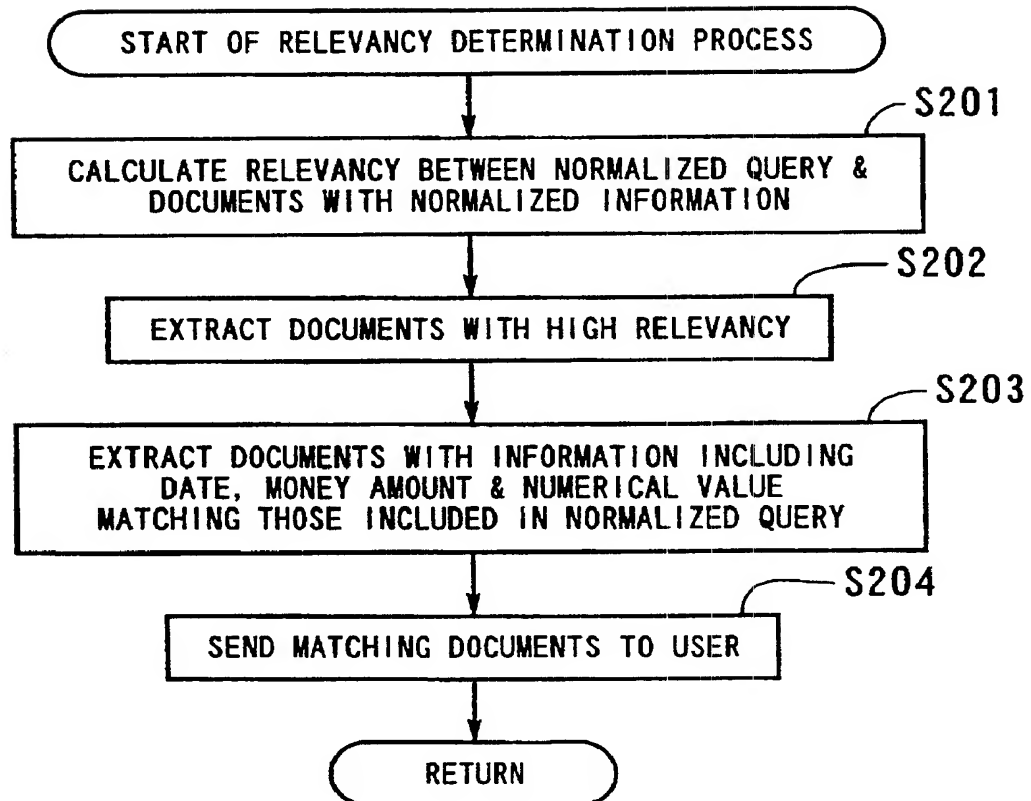 START OF RELEVANCY DETERMINATION PROCESS
S201
CALCULATE RELEVANCY BETWEEN NORMALIZED QUERY &
DOCUMENTS WITH NORMALIZED INFORMATION
S202
EXTRACT DOCUMENTS WITH HIGH RELEVANCY
S203
EXTRACT DOCUMENTS WITH INFORMATION INCLUDING
DATE, MONEY AMOUNT & NUMERICAL VALUE
MATCHING THOSE INCLUDED IN NORMALIZED QUERY
S204
SEND MATCHING DOCUMENTS TO USER
RETURN